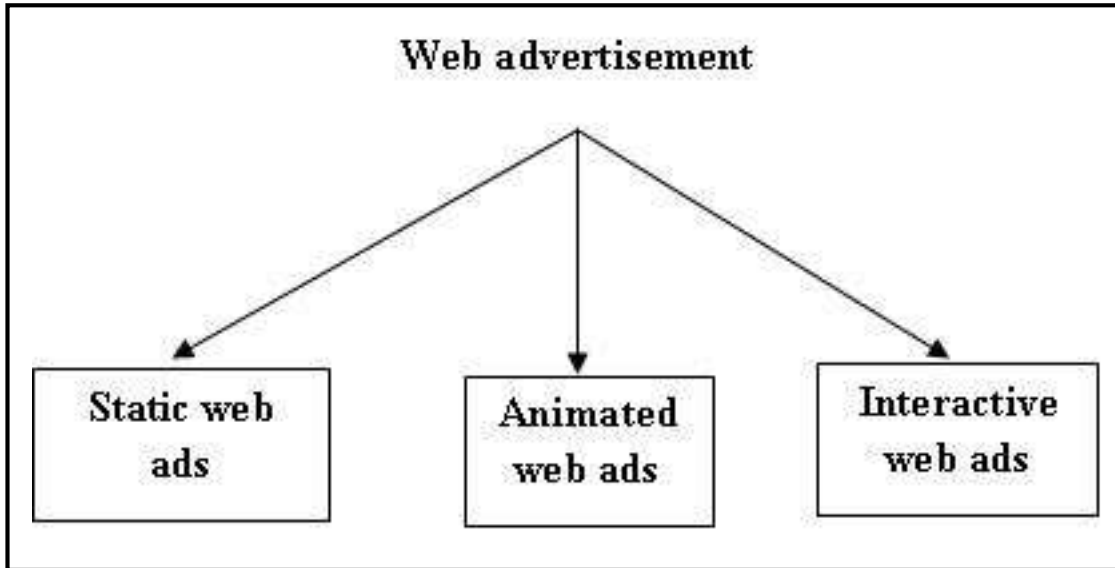 Web advertisement
Static web
ads
Animated
web ads
Interactive
web ads